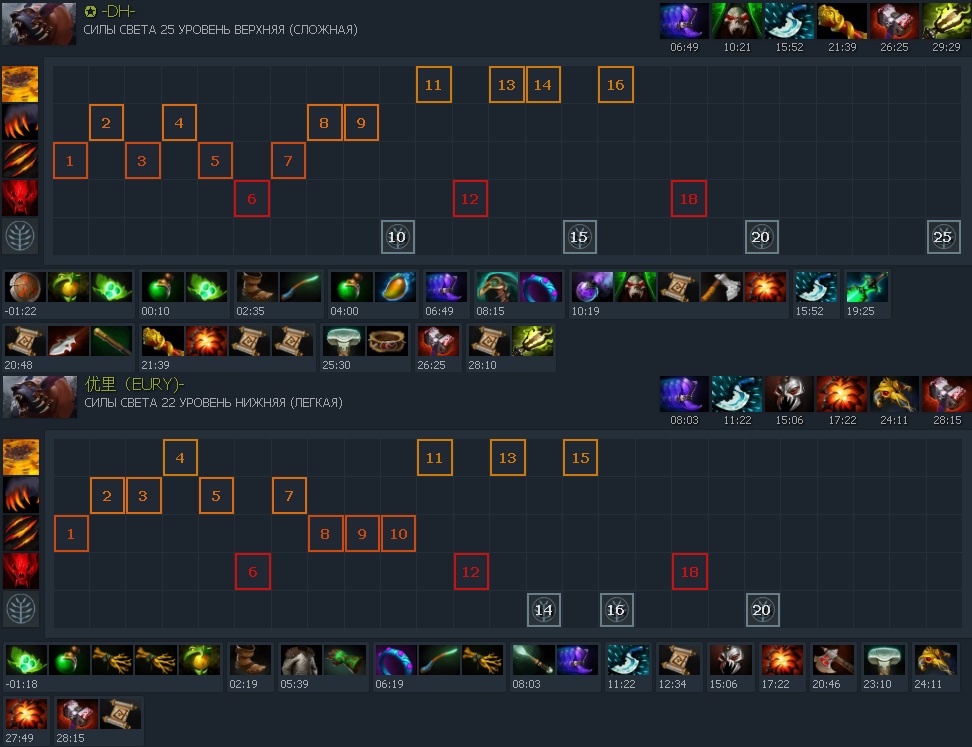 -DH-
СИЛЫ СВЕТА 25 УРОВЕНЬ ВЕРХНЯЯ (СЛОЖНАЯ)
06:49 10:21 15:52 21:39 26:25 29:29
11 13 14 16
2 4 8 9
1 3 5 7
6 12 18
10 15 20 25
-01:22 00:10 02:35 04:00 06:49 08:15 10:19 15:52 19:25
20:48 21:39 25:30 26:25 28:10
优里（EURY)-
СИЛЫ СВЕТА 22 УРОВЕНЬ НИЖНЯЯ (ЛЕГКАЯ)
08:03 11:22 15:06 17:22 24:11 28:15
4 11 13 15
2 3 5 7
1 8 9 10
6 12 18
14 16 20
-01:18 02:19 05:39 06:19 08:03 11:22 12:34 15:06 17:22 20:46 23:10 24:11
27:49 28:15